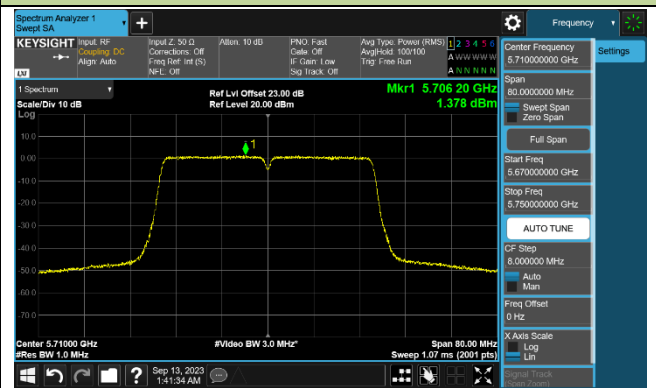 Spectrum Analyzer 1
Swept SA
Frequency
KEYSIGHT
Input: RF
Coupling: DC
Align: Auto
Input Z: 50 Ω
Corrections: Off
Freq Ref: Int (S)
NFE: Off
Atten: 10 dB
PNO: Fast
Gate: Off
IF Gain: Low
Sig Track: Off
Avg Type: Power (RMS)
Avg|Hold: 100/100
Trig: Free Run
1 2 3 4 5 6
A W W W W W
A N N N N N
LXI
1 Spectrum
Scale/Div 10 dB
Log
Ref Lvl Offset 23.00 dB
Ref Level 20.00 dBm
Mkr1 5.706 20 GHz
1.378 dBm
1
10.0
0.00
-10.0
-20.0
-30.0
-40.0
-50.0
-60.0
-70.0
Center 5.71000 GHz
#Res BW 1.0 MHz
#Video BW 3.0 MHz*
Span 80.00 MHz
Sweep 1.07 ms (2001 pts)
Center Frequency
5.710000000 GHz
Settings
Span
80.0000000 MHz
Swept Span
Zero Span
Full Span
Start Freq
5.670000000 GHz
Stop Freq
5.750000000 GHz
AUTO TUNE
CF Step
8.000000 MHz
Auto
Man
Freq Offset
0 Hz
X Axis Scale
Log
Lin
Signal Track
(Span Zoom)
?
Sep 13, 2023
1:41:34 AM